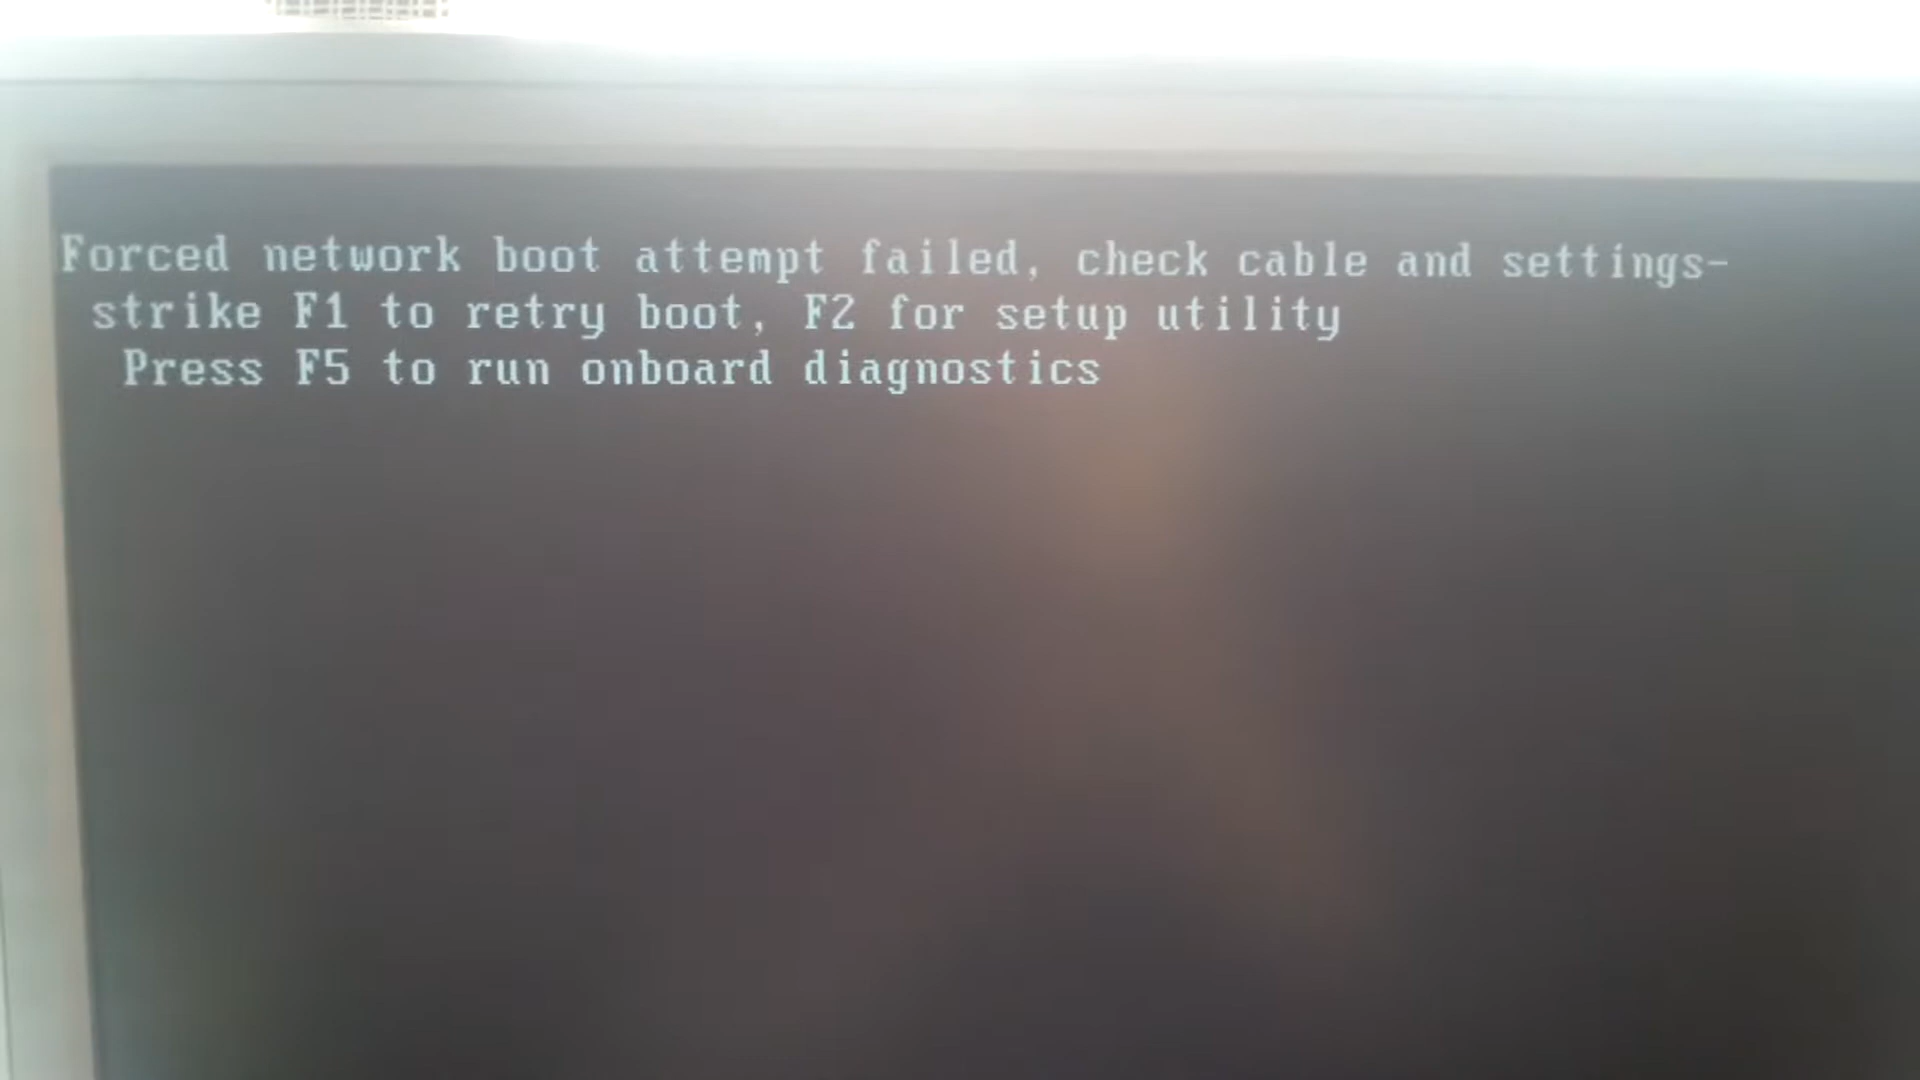 Forced network boot attempt failed, check cable and settings-
strike F1 to retry boot, F2 for setup utility
Press F5 to run onboard diagnostics